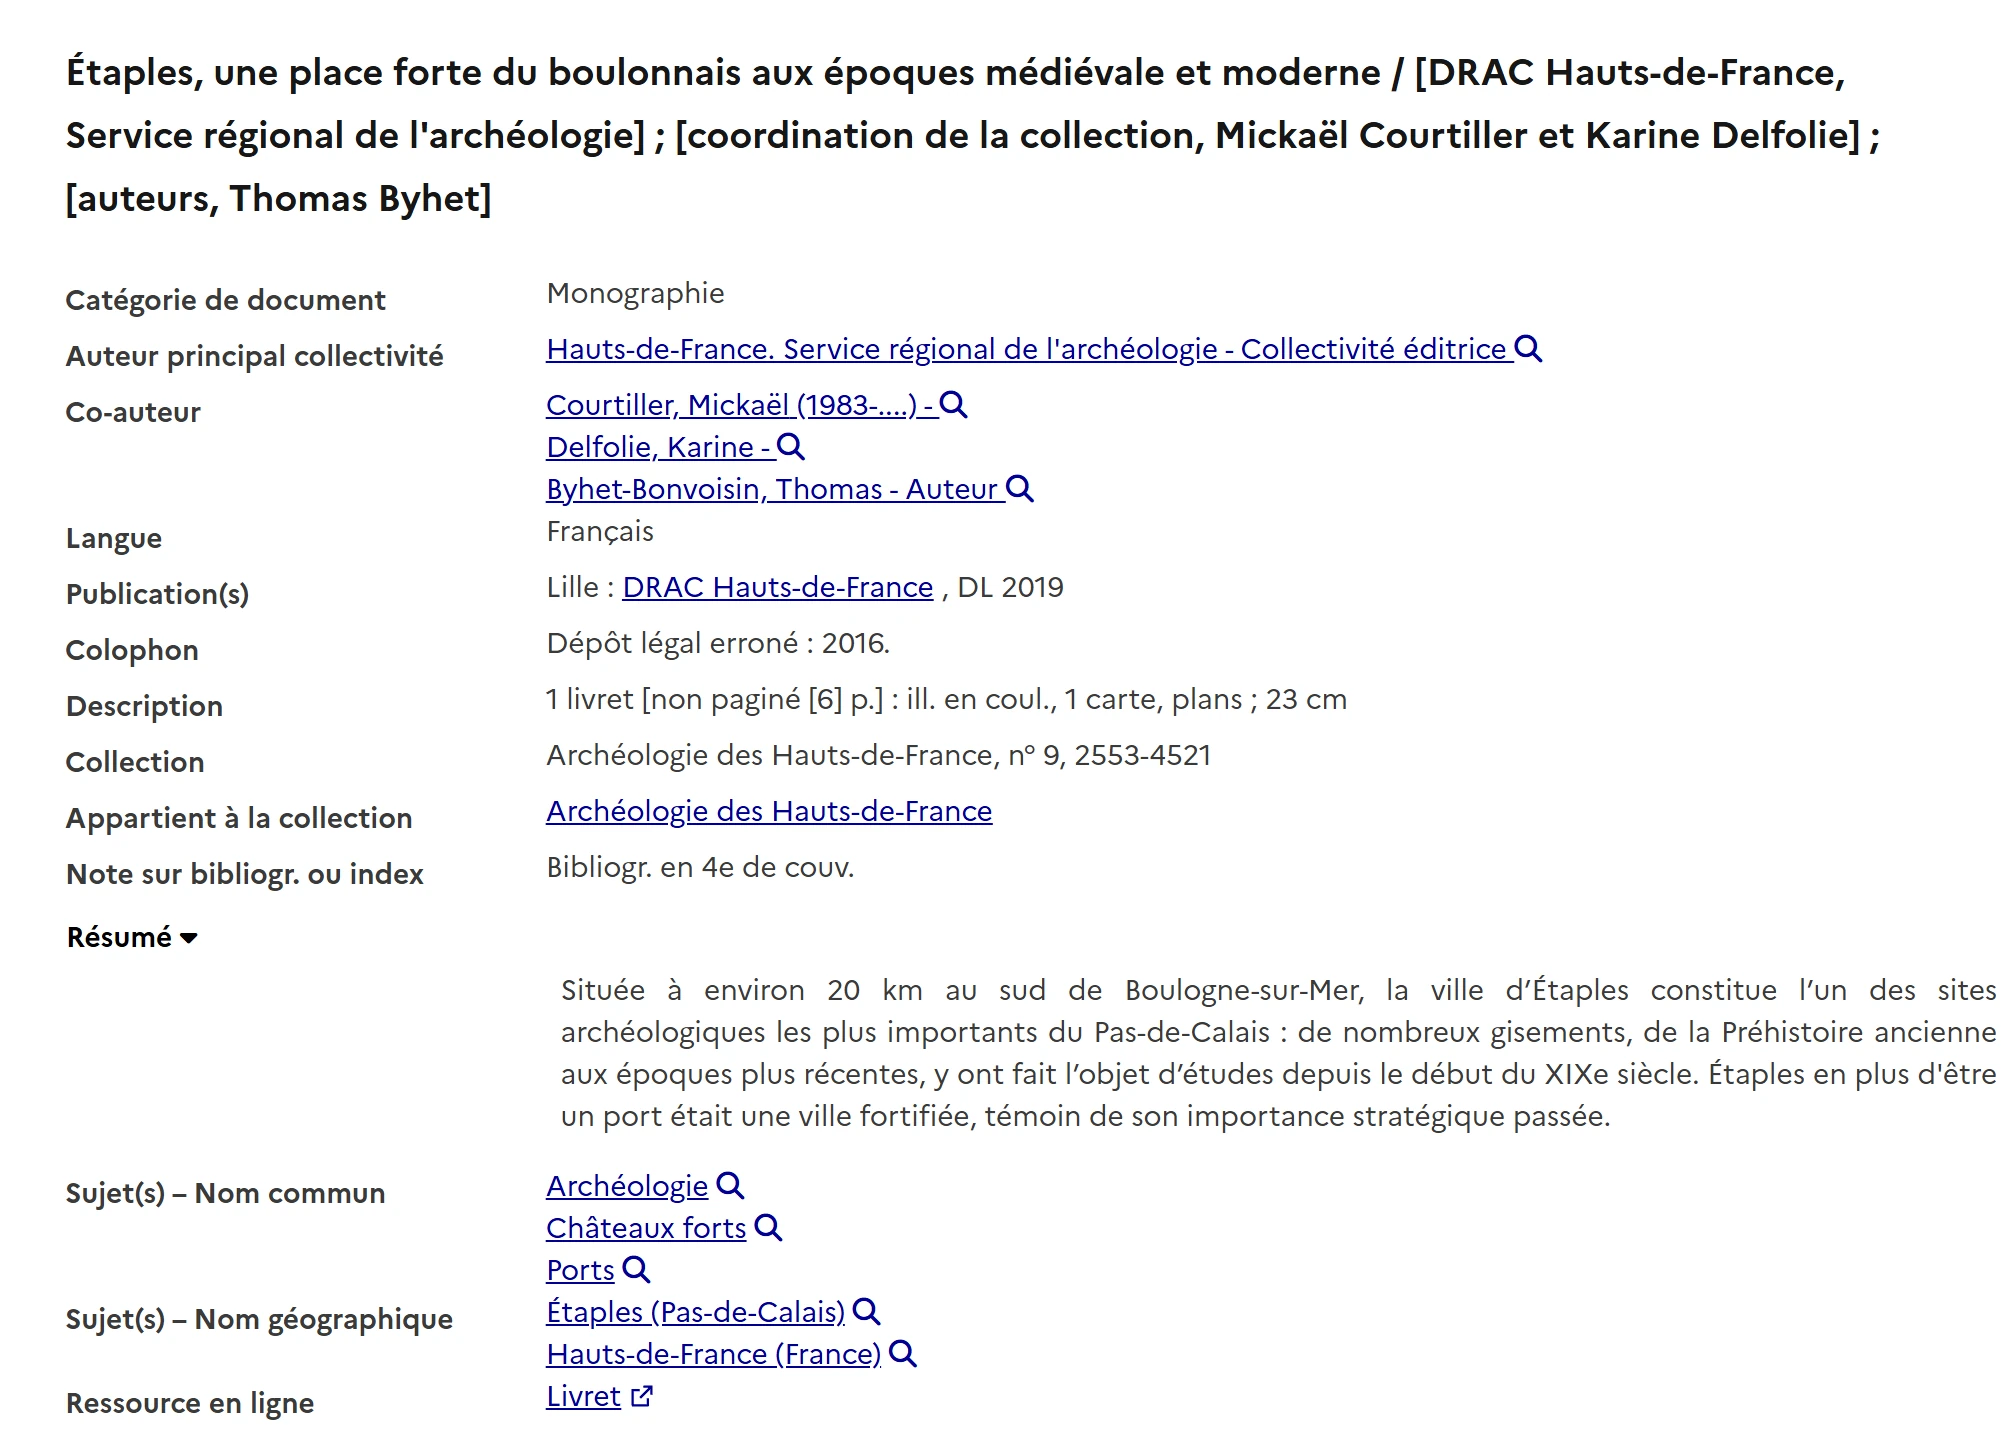 Étaples, une place forte du boulonnais aux époques médiévale et moderne / [DRAC Hauts-de-France,
Service régional de l'archéologie] ; [coordination de la collection, Mickaël Courtiller et Karine Delfolie] ;
[auteurs, Thomas Byhet]
Catégorie de document Monographie
Auteur principal collectivité Hauts-de-France. Service régional de l'archéologie - Collectivité éditrice
Co-auteur Courtiller, Mickaël (1983-....) -
Delfolie, Karine -
Byhet-Bonvoisin, Thomas - Auteur
Langue Français
Publication(s) Lille : DRAC Hauts-de-France , DL 2019
Colophon Dépôt légal erroné : 2016.
Description 1 livret [non paginé [6] p.] : ill. en coul., 1 carte, plans ; 23 cm
Collection Archéologie des Hauts-de-France, nº 9, 2553-4521
Appartient à la collection Archéologie des Hauts-de-France
Note sur bibliogr. ou index Bibliogr. en 4e de couv.
Résumé
Située à environ 20 km au sud de Boulogne-sur-Mer, la ville d’Étaples constitue l’un des sites
archéologiques les plus importants du Pas-de-Calais : de nombreux gisements, de la Préhistoire ancienne
aux époques plus récentes, y ont fait l’objet d’études depuis le début du XIXe siècle. Étaples en plus d'être
un port était une ville fortifiée, témoin de son importance stratégique passée.
Sujet(s) – Nom commun Archéologie
Châteaux forts
Ports
Sujet(s) – Nom géographique Étaples (Pas-de-Calais)
Hauts-de-France (France)
Ressource en ligne Livret